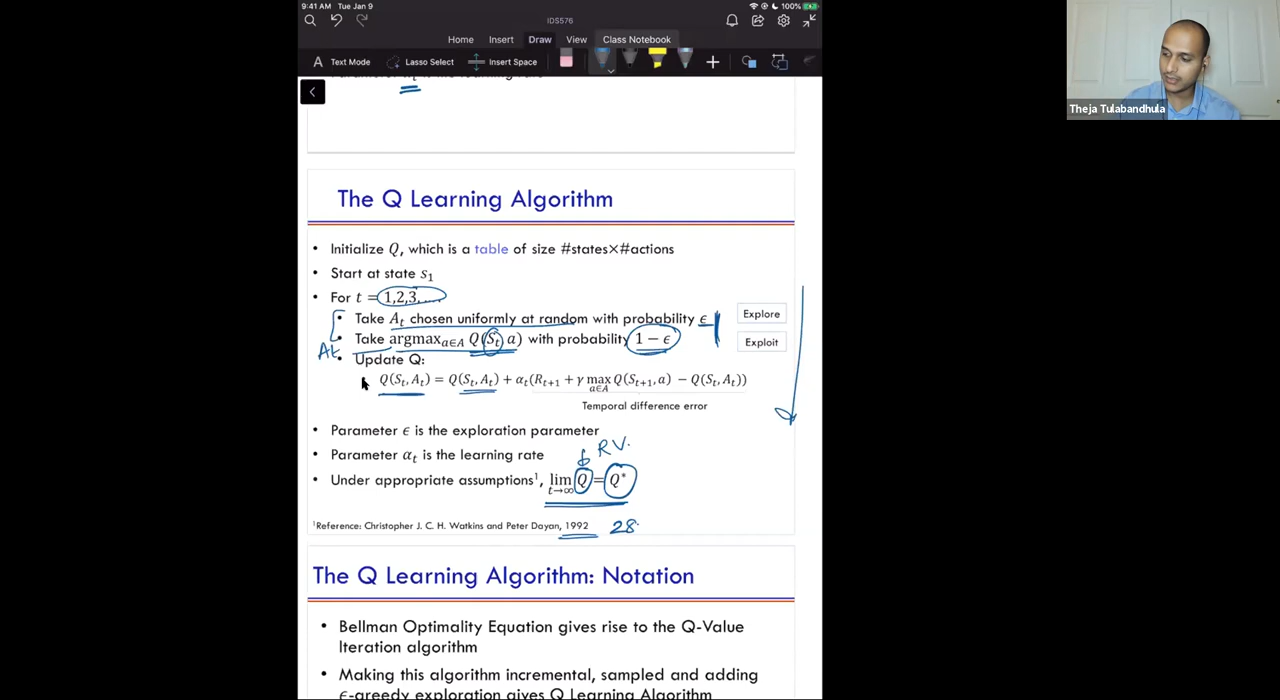 9:41 AM Tue Jan 9
100%
IDS576
Home Insert Draw View Class Notebook
Text Mode Lasso Select Insert Space
Theja Tulabandhula
The Q Learning Algorithm
• Initialize Q, which is a table of size #states×#actions
• Start at state s₁
• For t = 1,2,3,....
• Take Aₜ chosen uniformly at random with probability ϵ
Explore
• Take argmaxₐ∈A Q(Sₜ, a) with probability 1 − ϵ
Exploit
At
• Update Q:
Q(Sₜ, Aₜ) = Q(Sₜ, Aₜ) + αₜ(Rₜ₊₁ + γ max a∈A Q(Sₜ₊₁, a) − Q(Sₜ, Aₜ))
Temporal difference error
• Parameter ϵ is the exploration parameter
RV.
• Parameter αₜ is the learning rate
• Under appropriate assumptions¹, lim t→∞ Q = Q*
¹Reference: Christopher J. C. H. Watkins and Peter Dayan, 1992
28
The Q Learning Algorithm: Notation
• Bellman Optimality Equation gives rise to the Q-Value
Iteration algorithm
• Making this algorithm incremental, sampled and adding
ϵ-greedy exploration gives Q Learning Algorithm